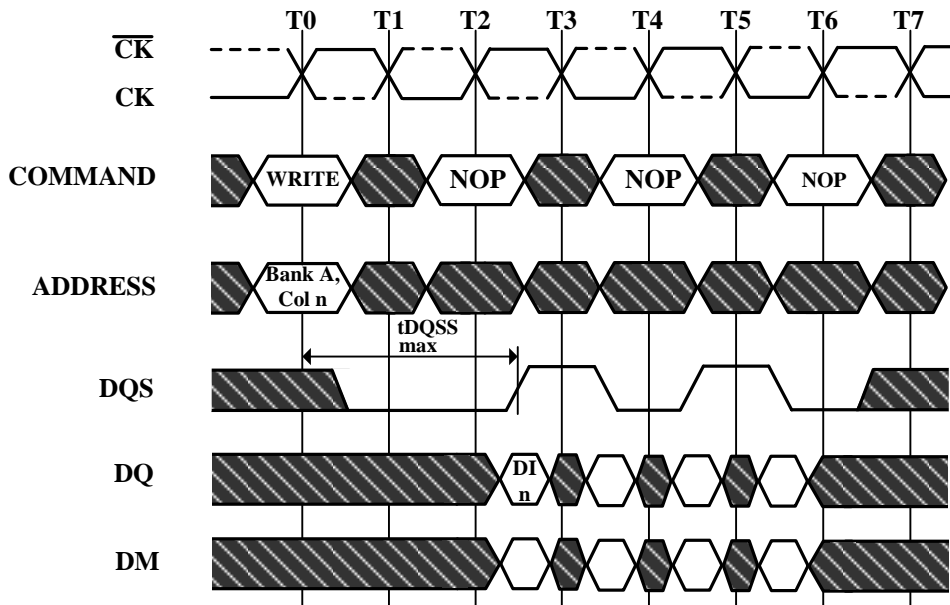 T0 T1 T2 T3 T4 T5 T6 T7
CK
CK
COMMAND WRITE NOP NOP NOP
ADDRESS Bank A,
Col n
tDQSS
max
DQS
DQ DI
n
DM